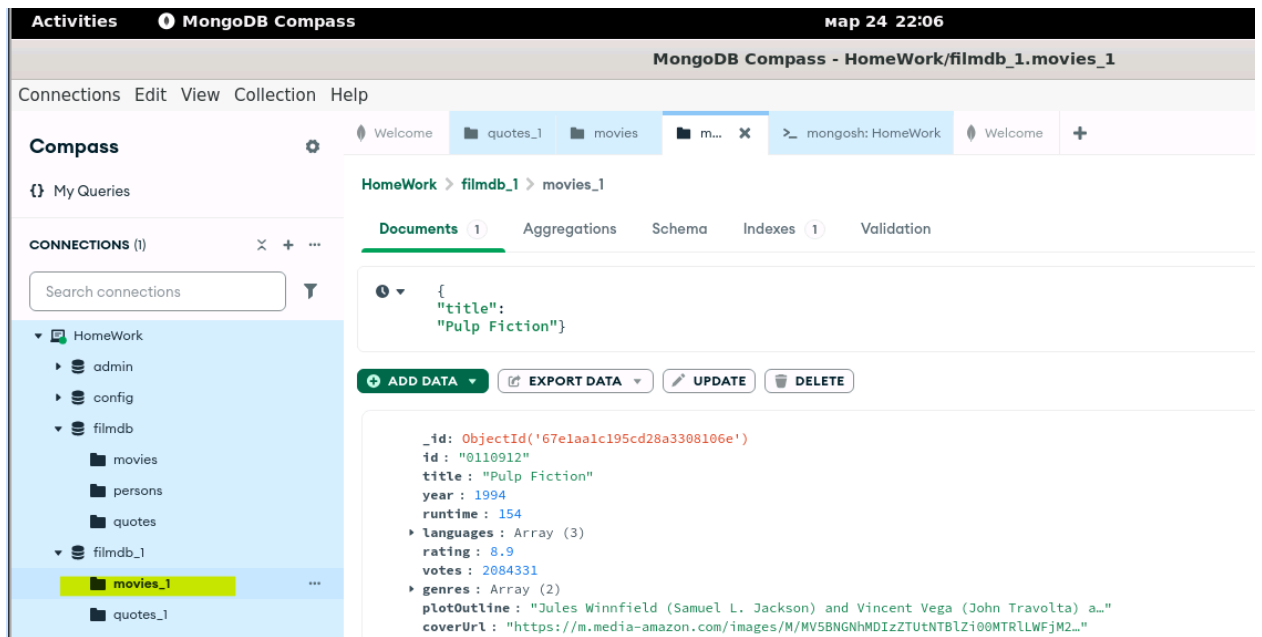 Activities MongoDB Compass мар 24 22:06
MongoDB Compass - HomeWork/filmdb_1.movies_1
Connections Edit View Collection Help
Compass
{} My Queries
CONNECTIONS (1)
Search connections
HomeWork
admin
config
filmdb
movies
persons
quotes
filmdb_1
movies_1
quotes_1
Welcome quotes_1 movies m... >_ mongosh: HomeWork Welcome
HomeWork > filmdb_1 > movies_1
Documents 1 Aggregations Schema Indexes 1 Validation
{
"title":
"Pulp Fiction"}
ADD DATA EXPORT DATA UPDATE DELETE
_id: ObjectId('67e1aa1c195cd28a3308106e')
id : "0110912"
title : "Pulp Fiction"
year : 1994
runtime : 154
languages : Array (3)
rating : 8.9
votes : 2084331
genres : Array (2)
plotOutline : "Jules Winnfield (Samuel L. Jackson) and Vincent Vega (John Travolta) a…"
coverUrl : "https://m.media-amazon.com/images/M/MV5BNGNhMDIzZTUtNTBlZi00MTRlLWFjM2…"